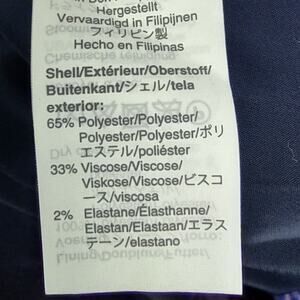 Hergestellt
Vervaardigd in Filipijnen
フィリピン製
Hecho en Filipinas
Shell/Extérieur/Oberstoff/
Buitenkant/シェル/tela
exterior:
65% Polyester/Polyester/
Polyester/Polyester/ポリ
エステル/poliéster
33% Viscose/Viscose/
Viskose/Viscose/ビスコ
ース/viscosa
2% Elastane/Élasthanne/
Elastan/Elastaan/エラス
テーン/elastano